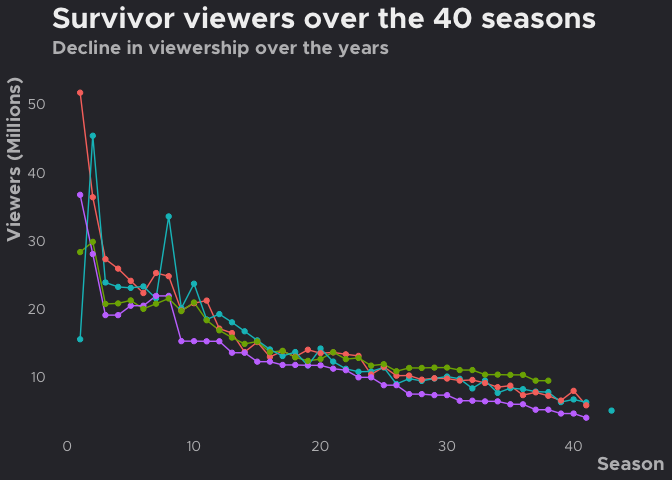 Survivor viewers over the 40 seasons
Decline in viewership over the years
Viewers (Millions)
50
40
30
20
10
0 10 20 30 40
Season